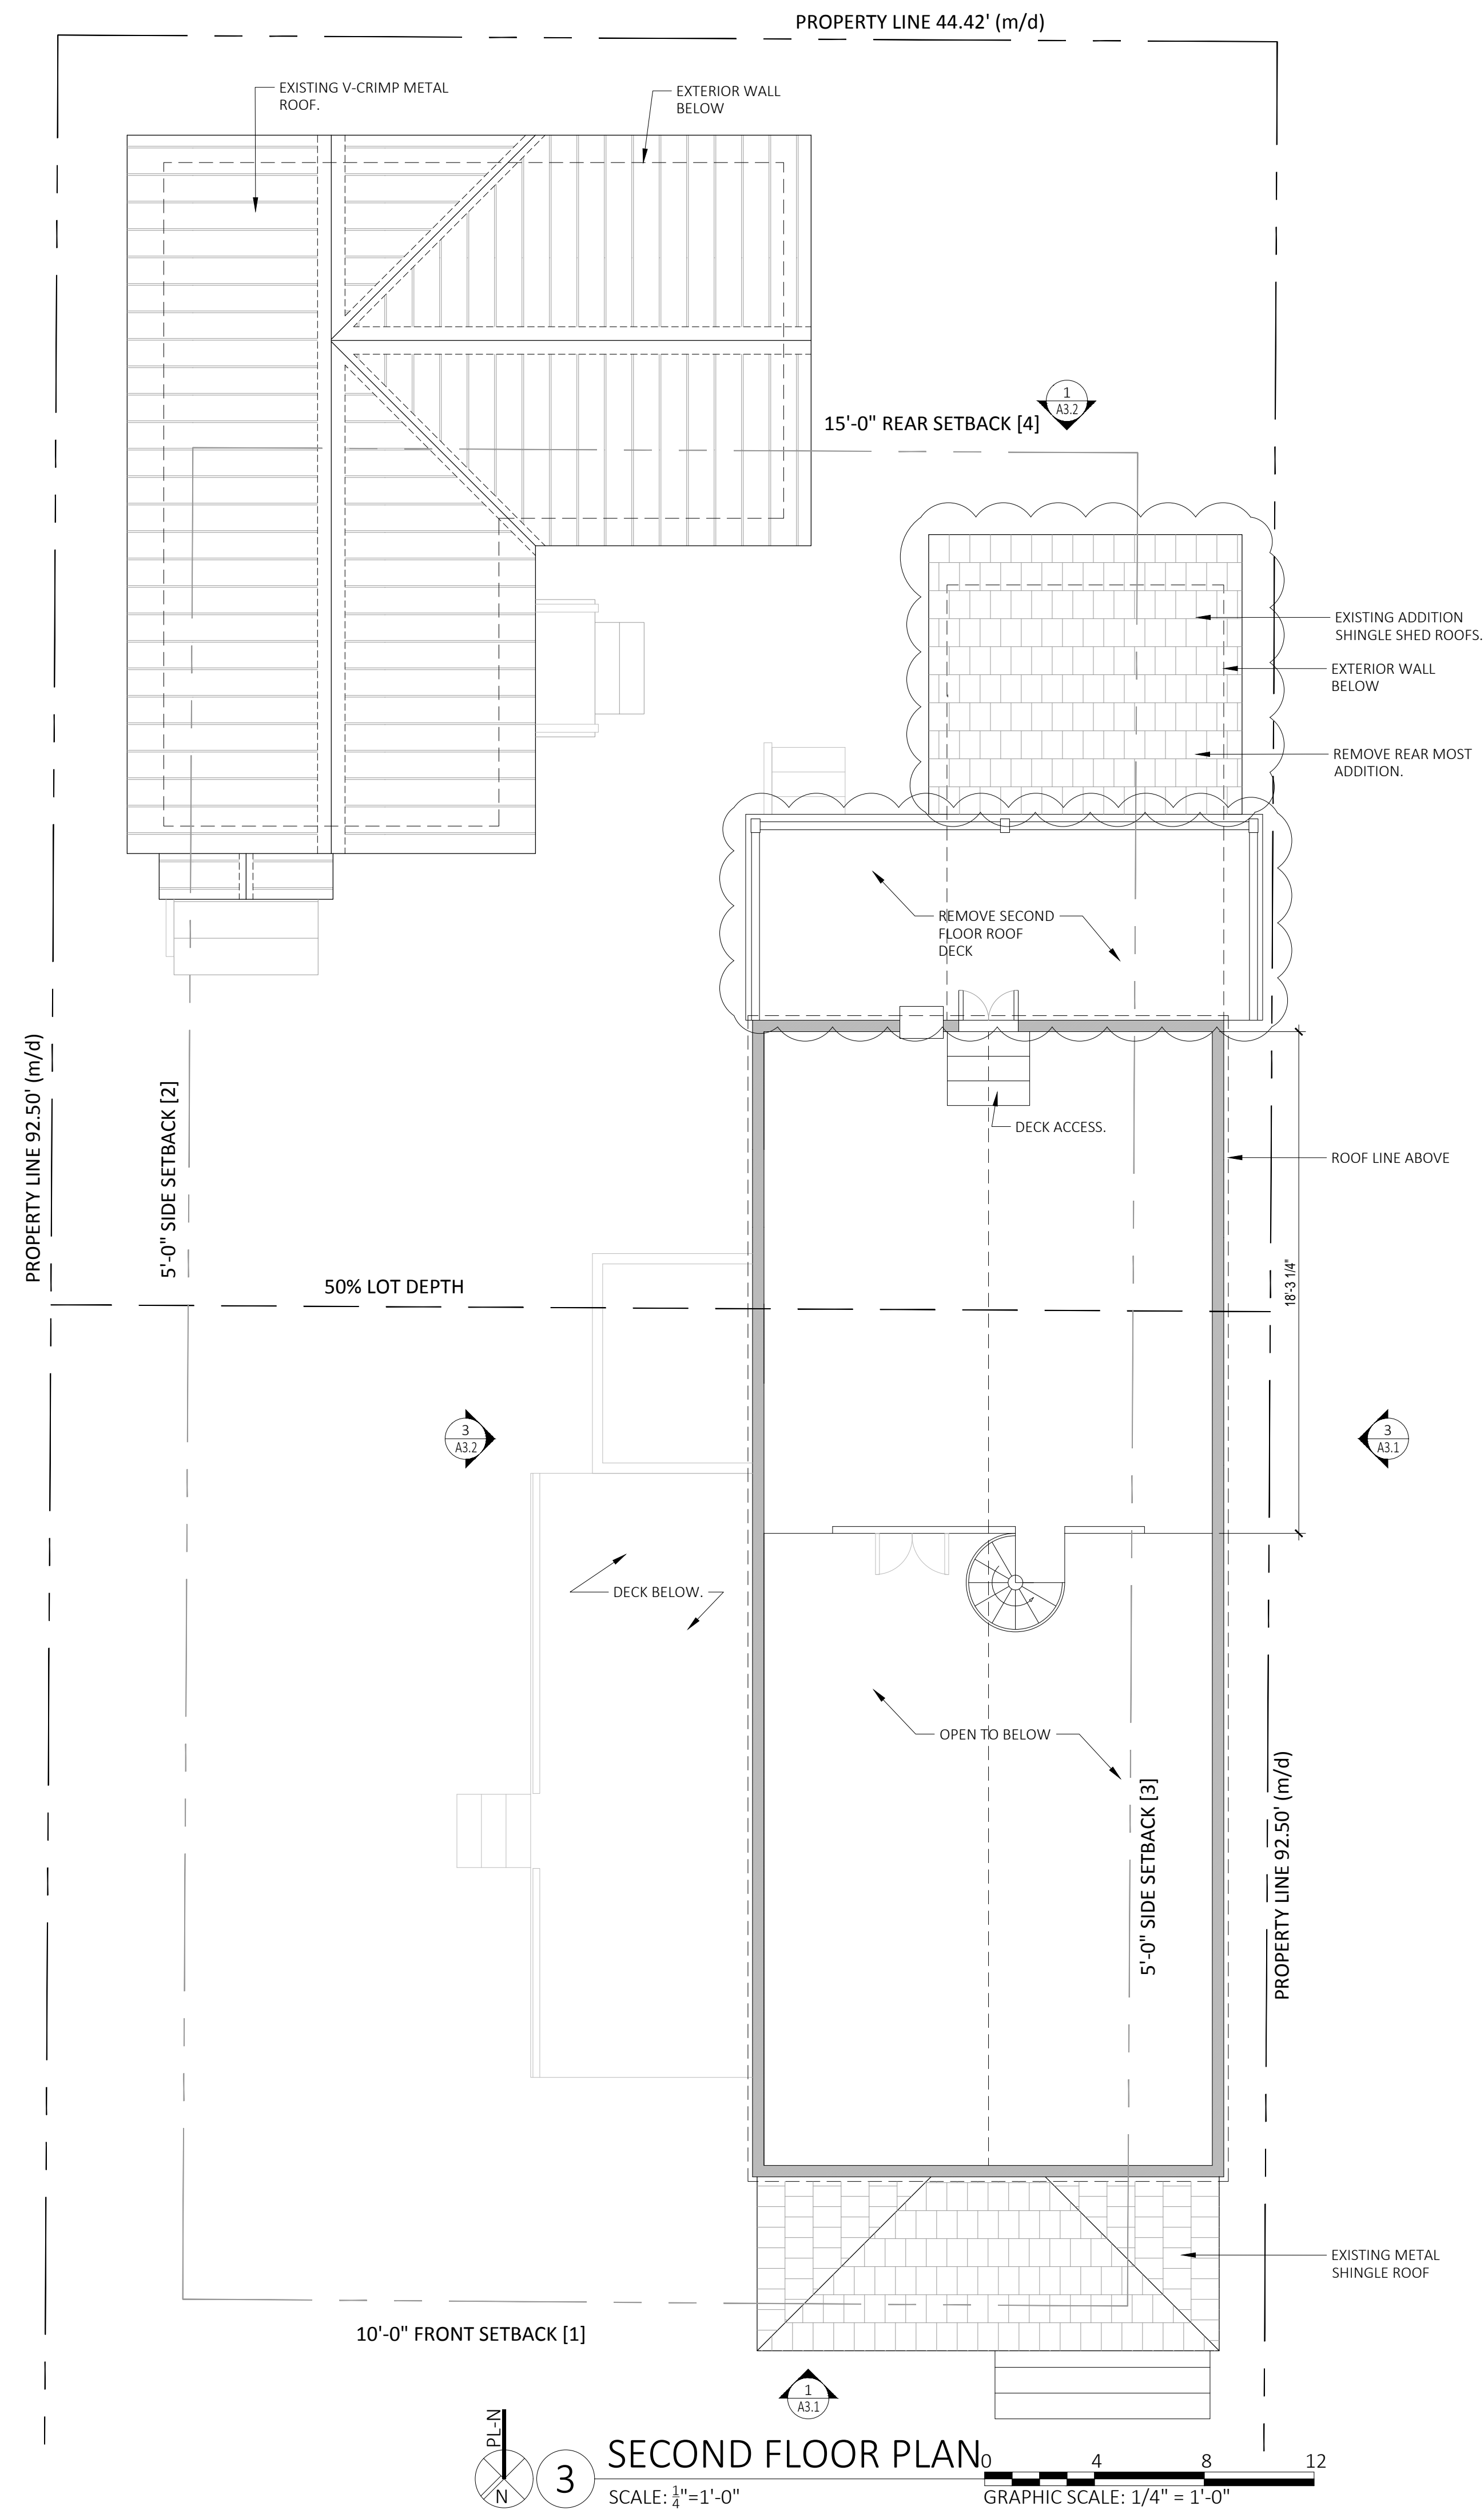 PROPERTY LINE 44.42' (m/d)
EXISTING V-CRIMP METAL
ROOF.
EXTERIOR WALL
BELOW
1
A3.2
15'-0" REAR SETBACK [4]
EXISTING ADDITION
SHINGLE SHED ROOFS.
EXTERIOR WALL
BELOW
REMOVE REAR MOST
ADDITION.
REMOVE SECOND
FLOOR ROOF
DECK
PROPERTY LINE 92.50' (m/d)
5'-0" SIDE SETBACK [2]
DECK ACCESS.
ROOF LINE ABOVE
50% LOT DEPTH
18'-3 1/4"
3
A3.2
3
A3.1
DECK BELOW.
OPEN TO BELOW
5'-0" SIDE SETBACK [3]
PROPERTY LINE 92.50' (m/d)
EXISTING METAL
SHINGLE ROOF
10'-0" FRONT SETBACK [1]
1
A3.1
PL-N
N
3
SECOND FLOOR PLAN
SCALE: 1/4"=1'-0"
0 4 8 12
GRAPHIC SCALE: 1/4" = 1'-0"